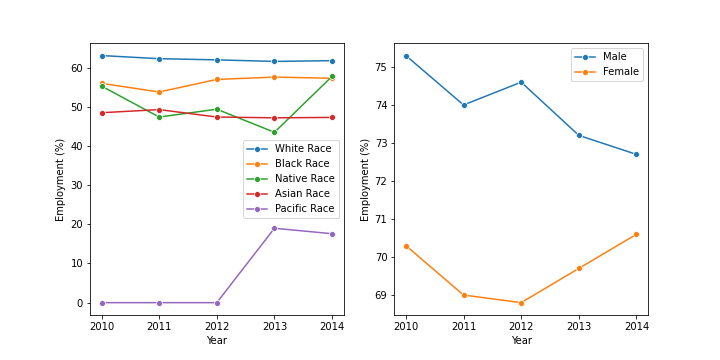 Employment (%)
60
50
40
30
20
10
0
White Race
Black Race
Native Race
Asian Race
Pacific Race
2010 2011 2012 2013 2014
Year
Employment (%)
75
74
73
72
71
70
69
Male
Female
2010 2011 2012 2013 2014
Year